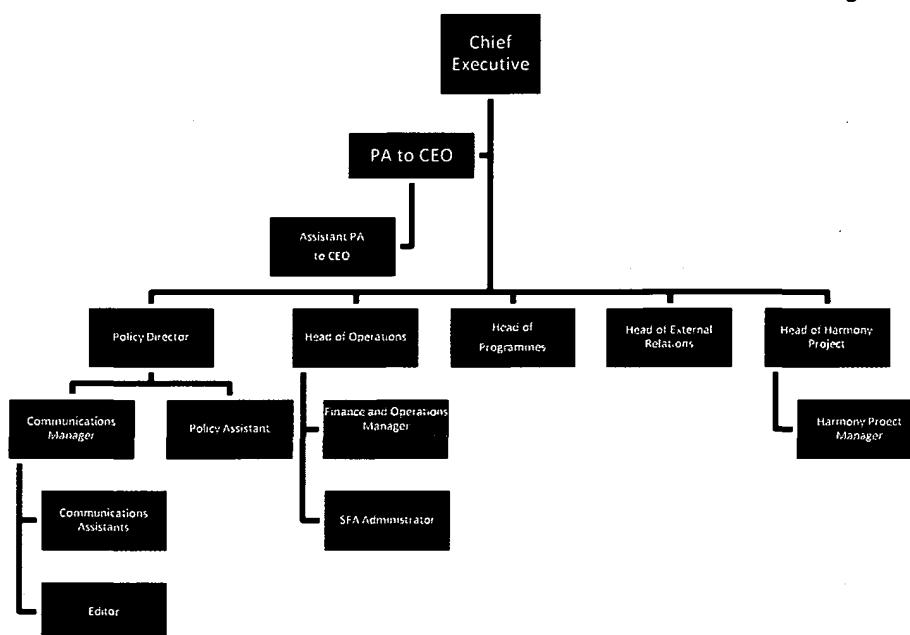 Chief
Executive
PA to CEO
Assistant PA
to CEO
Policy Director
Head of Operations
Head of
Programmes
Head of External
Relations
Head of Harmony
Project
Communications
Manager
Policy Assistant
Finance and Operations
Manager
Harmony Project
Manager
Communications
Assistants
SFA Administrator
Editor